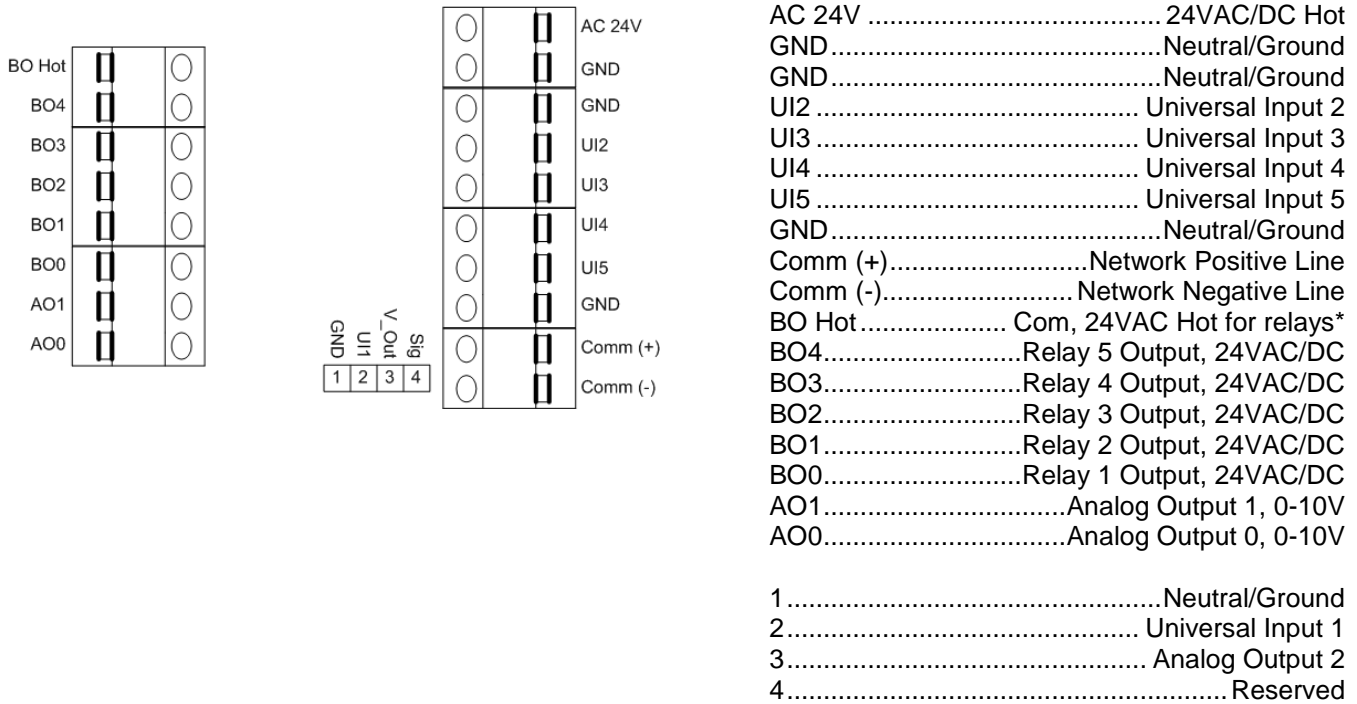 BO Hot
BO4
BO3
BO2
BO1
BO0
AO1
AO0
GND
UI1
V_Out
Sig
1 2 3 4
AC 24V
GND
GND
UI2
UI3
UI4
UI5
GND
Comm (+)
Comm (-)
AC 24V ....................................... 24VAC/DC Hot
GND ............................................ Neutral/Ground
GND ............................................ Neutral/Ground
UI2 ........................................... Universal Input 2
UI3 ........................................... Universal Input 3
UI4 ........................................... Universal Input 4
UI5 ........................................... Universal Input 5
GND ............................................ Neutral/Ground
Comm (+) ........................... Network Positive Line
Comm (-) .......................... Network Negative Line
BO Hot .................... Com, 24VAC Hot for relays*
BO4 ........................... Relay 5 Output, 24VAC/DC
BO3 ........................... Relay 4 Output, 24VAC/DC
BO2 ........................... Relay 3 Output, 24VAC/DC
BO1 ........................... Relay 2 Output, 24VAC/DC
BO0 ........................... Relay 1 Output, 24VAC/DC
AO1 ................................. Analog Output 1, 0-10V
AO0 ................................. Analog Output 0, 0-10V
1 .................................................. Neutral/Ground
2 ............................................... Universal Input 1
3 ................................................ Analog Output 2
4 ........................................................... Reserved